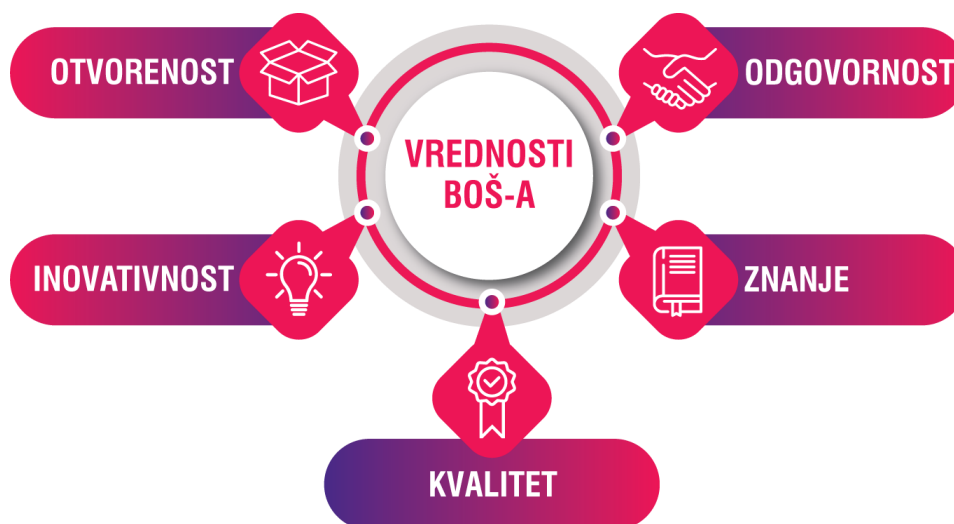 OTVORENOST
ODGOVORNOST
VREDNOSTI
BOŠ-A
INOVATIVNOST
ZNANJE
KVALITET